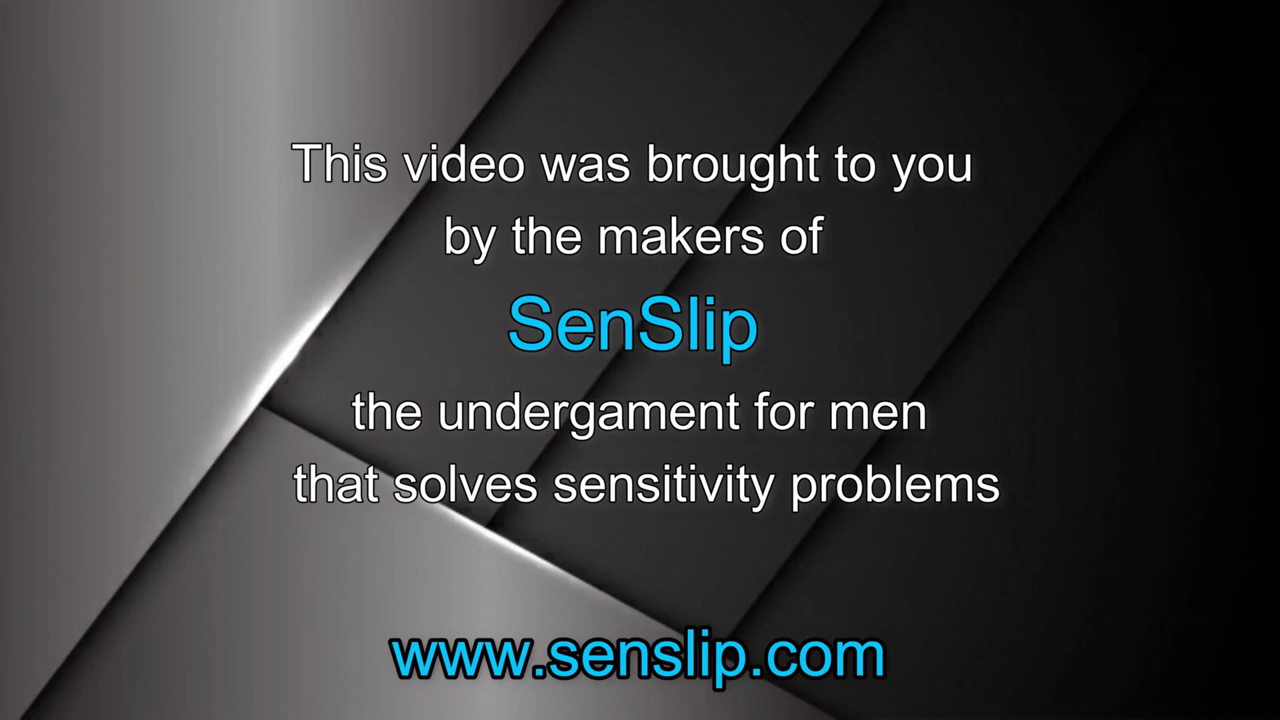 This video was brought to you
by the makers of
SenSlip
the undergament for men
that solves sensitivity problems
www.senslip.com